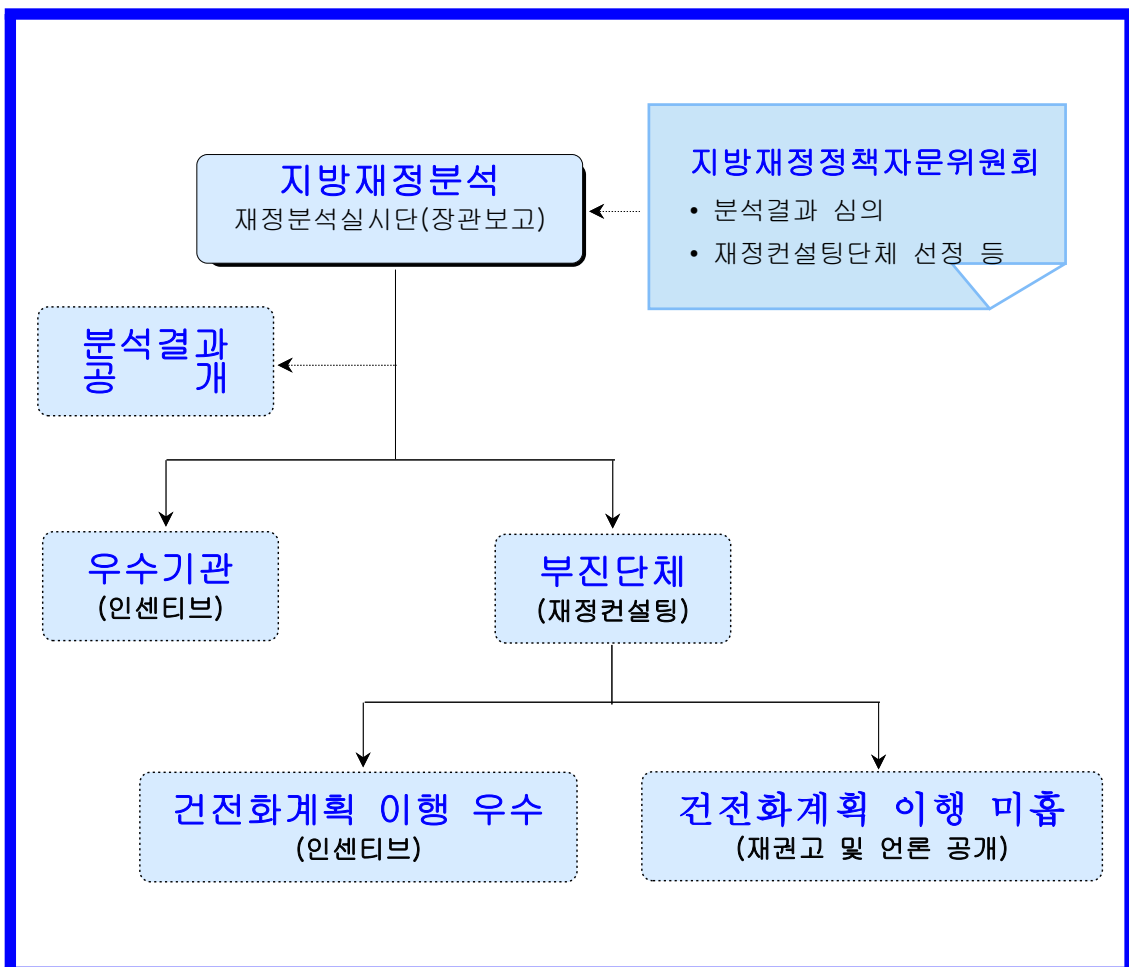 지방재정분석
재정분석실시단(장관보고)
지방재정정책자문위원회
• 분석결과 심의
• 재정컨설팅단체 선정 등
분석결과
공 개
우수기관
(인센티브)
부진단체
(재정컨설팅)
건전화계획 이행 우수
(인센티브)
건전화계획 이행 미흡
(재권고 및 언론 공개)